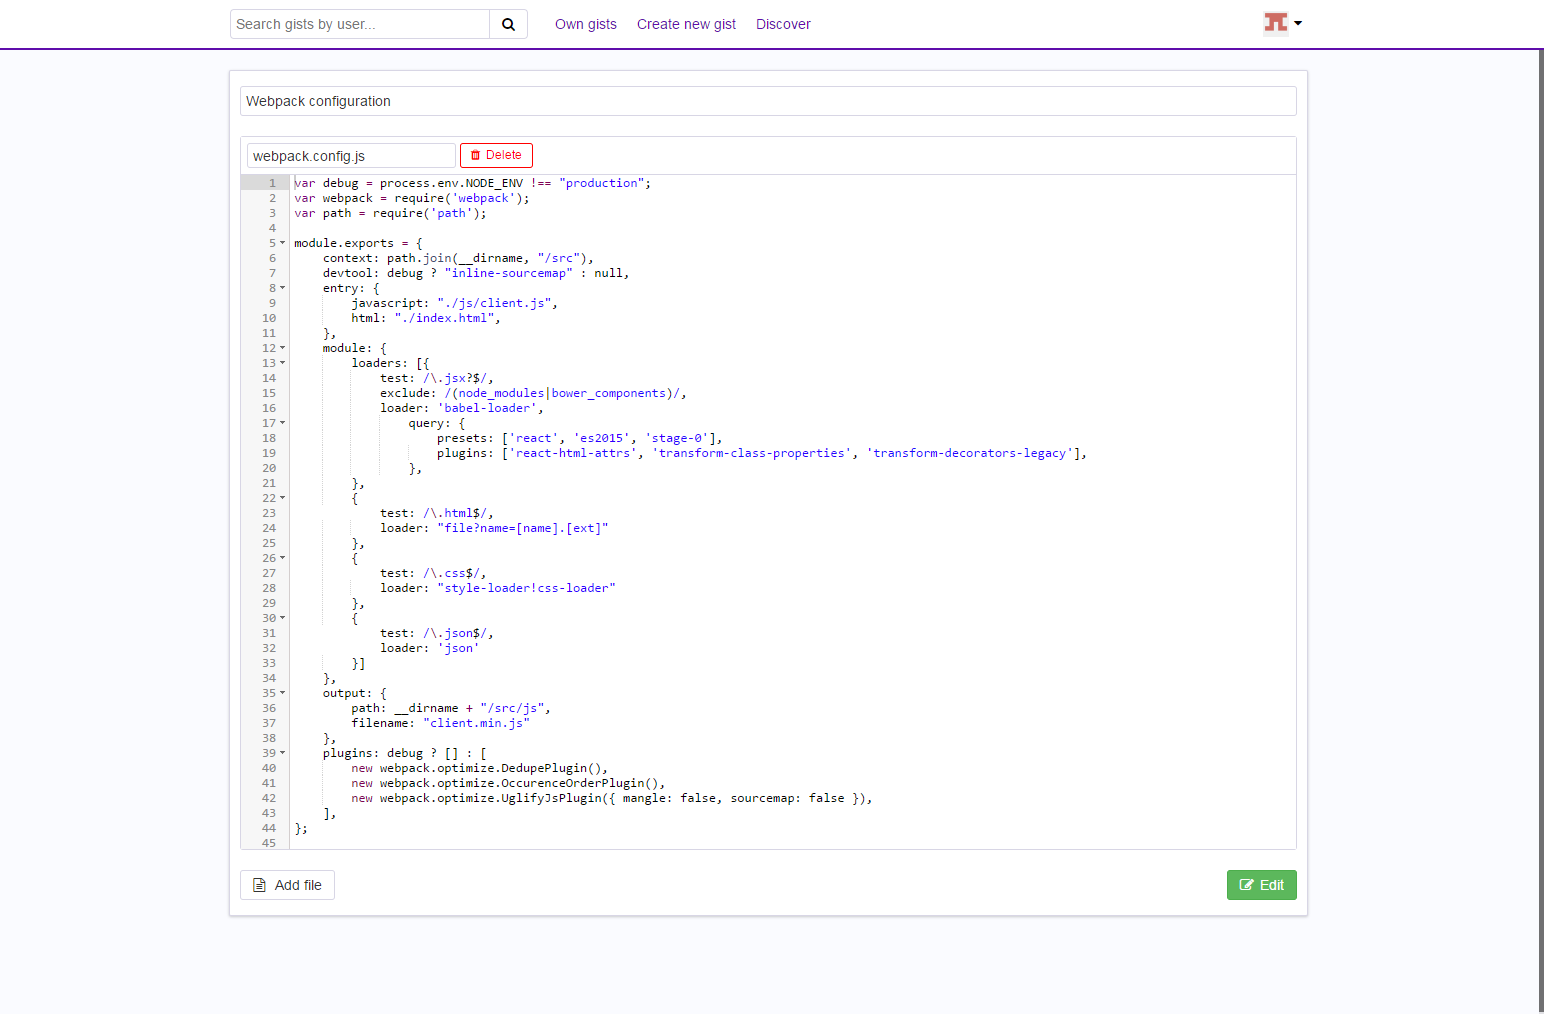 Search gists by user...
Own gists Create new gist Discover
Webpack configuration
webpack.config.js Delete
1 var debug = process.env.NODE_ENV !== "production";
2 var webpack = require('webpack');
3 var path = require('path');
4
5 module.exports = {
6     context: path.join(__dirname, "/src"),
7     devtool: debug ? "inline-sourcemap" : null,
8     entry: {
9         javascript: "./js/client.js",
10         html: "./index.html",
11     },
12     module: {
13         loaders: [{
14             test: /\.jsx?$/,
15             exclude: /(node_modules|bower_components)/,
16             loader: 'babel-loader',
17                 query: {
18                     presets: ['react', 'es2015', 'stage-0'],
19                     plugins: ['react-html-attrs', 'transform-class-properties', 'transform-decorators-legacy'],
20                 },
21         },
22         {
23             test: /\.html$/,
24             loader: "file?name=[name].[ext]"
25         },
26         {
27             test: /\.css$/,
28             loader: "style-loader!css-loader"
29         },
30         {
31             test: /\.json$/,
32             loader: 'json'
33         }]
34     },
35     output: {
36         path: __dirname + "/src/js",
37         filename: "client.min.js"
38     },
39     plugins: debug ? [] : [
40         new webpack.optimize.DedupePlugin(),
41         new webpack.optimize.OccurenceOrderPlugin(),
42         new webpack.optimize.UglifyJsPlugin({ mangle: false, sourcemap: false }),
43     ],
44 };
45
Add file Edit